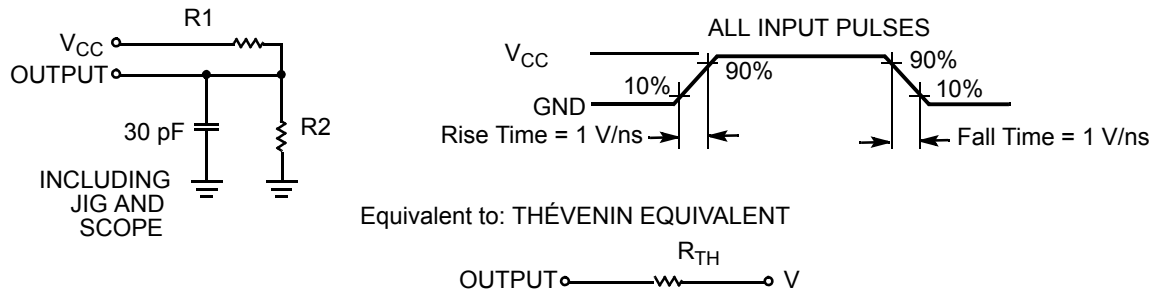 R1
V_CC
OUTPUT
30 pF
R2
INCLUDING
JIG AND
SCOPE
ALL INPUT PULSES
V_CC
GND
10%
90%
90%
10%
Rise Time = 1 V/ns
Fall Time = 1 V/ns
Equivalent to: THÉVENIN EQUIVALENT
R_TH
OUTPUT
V